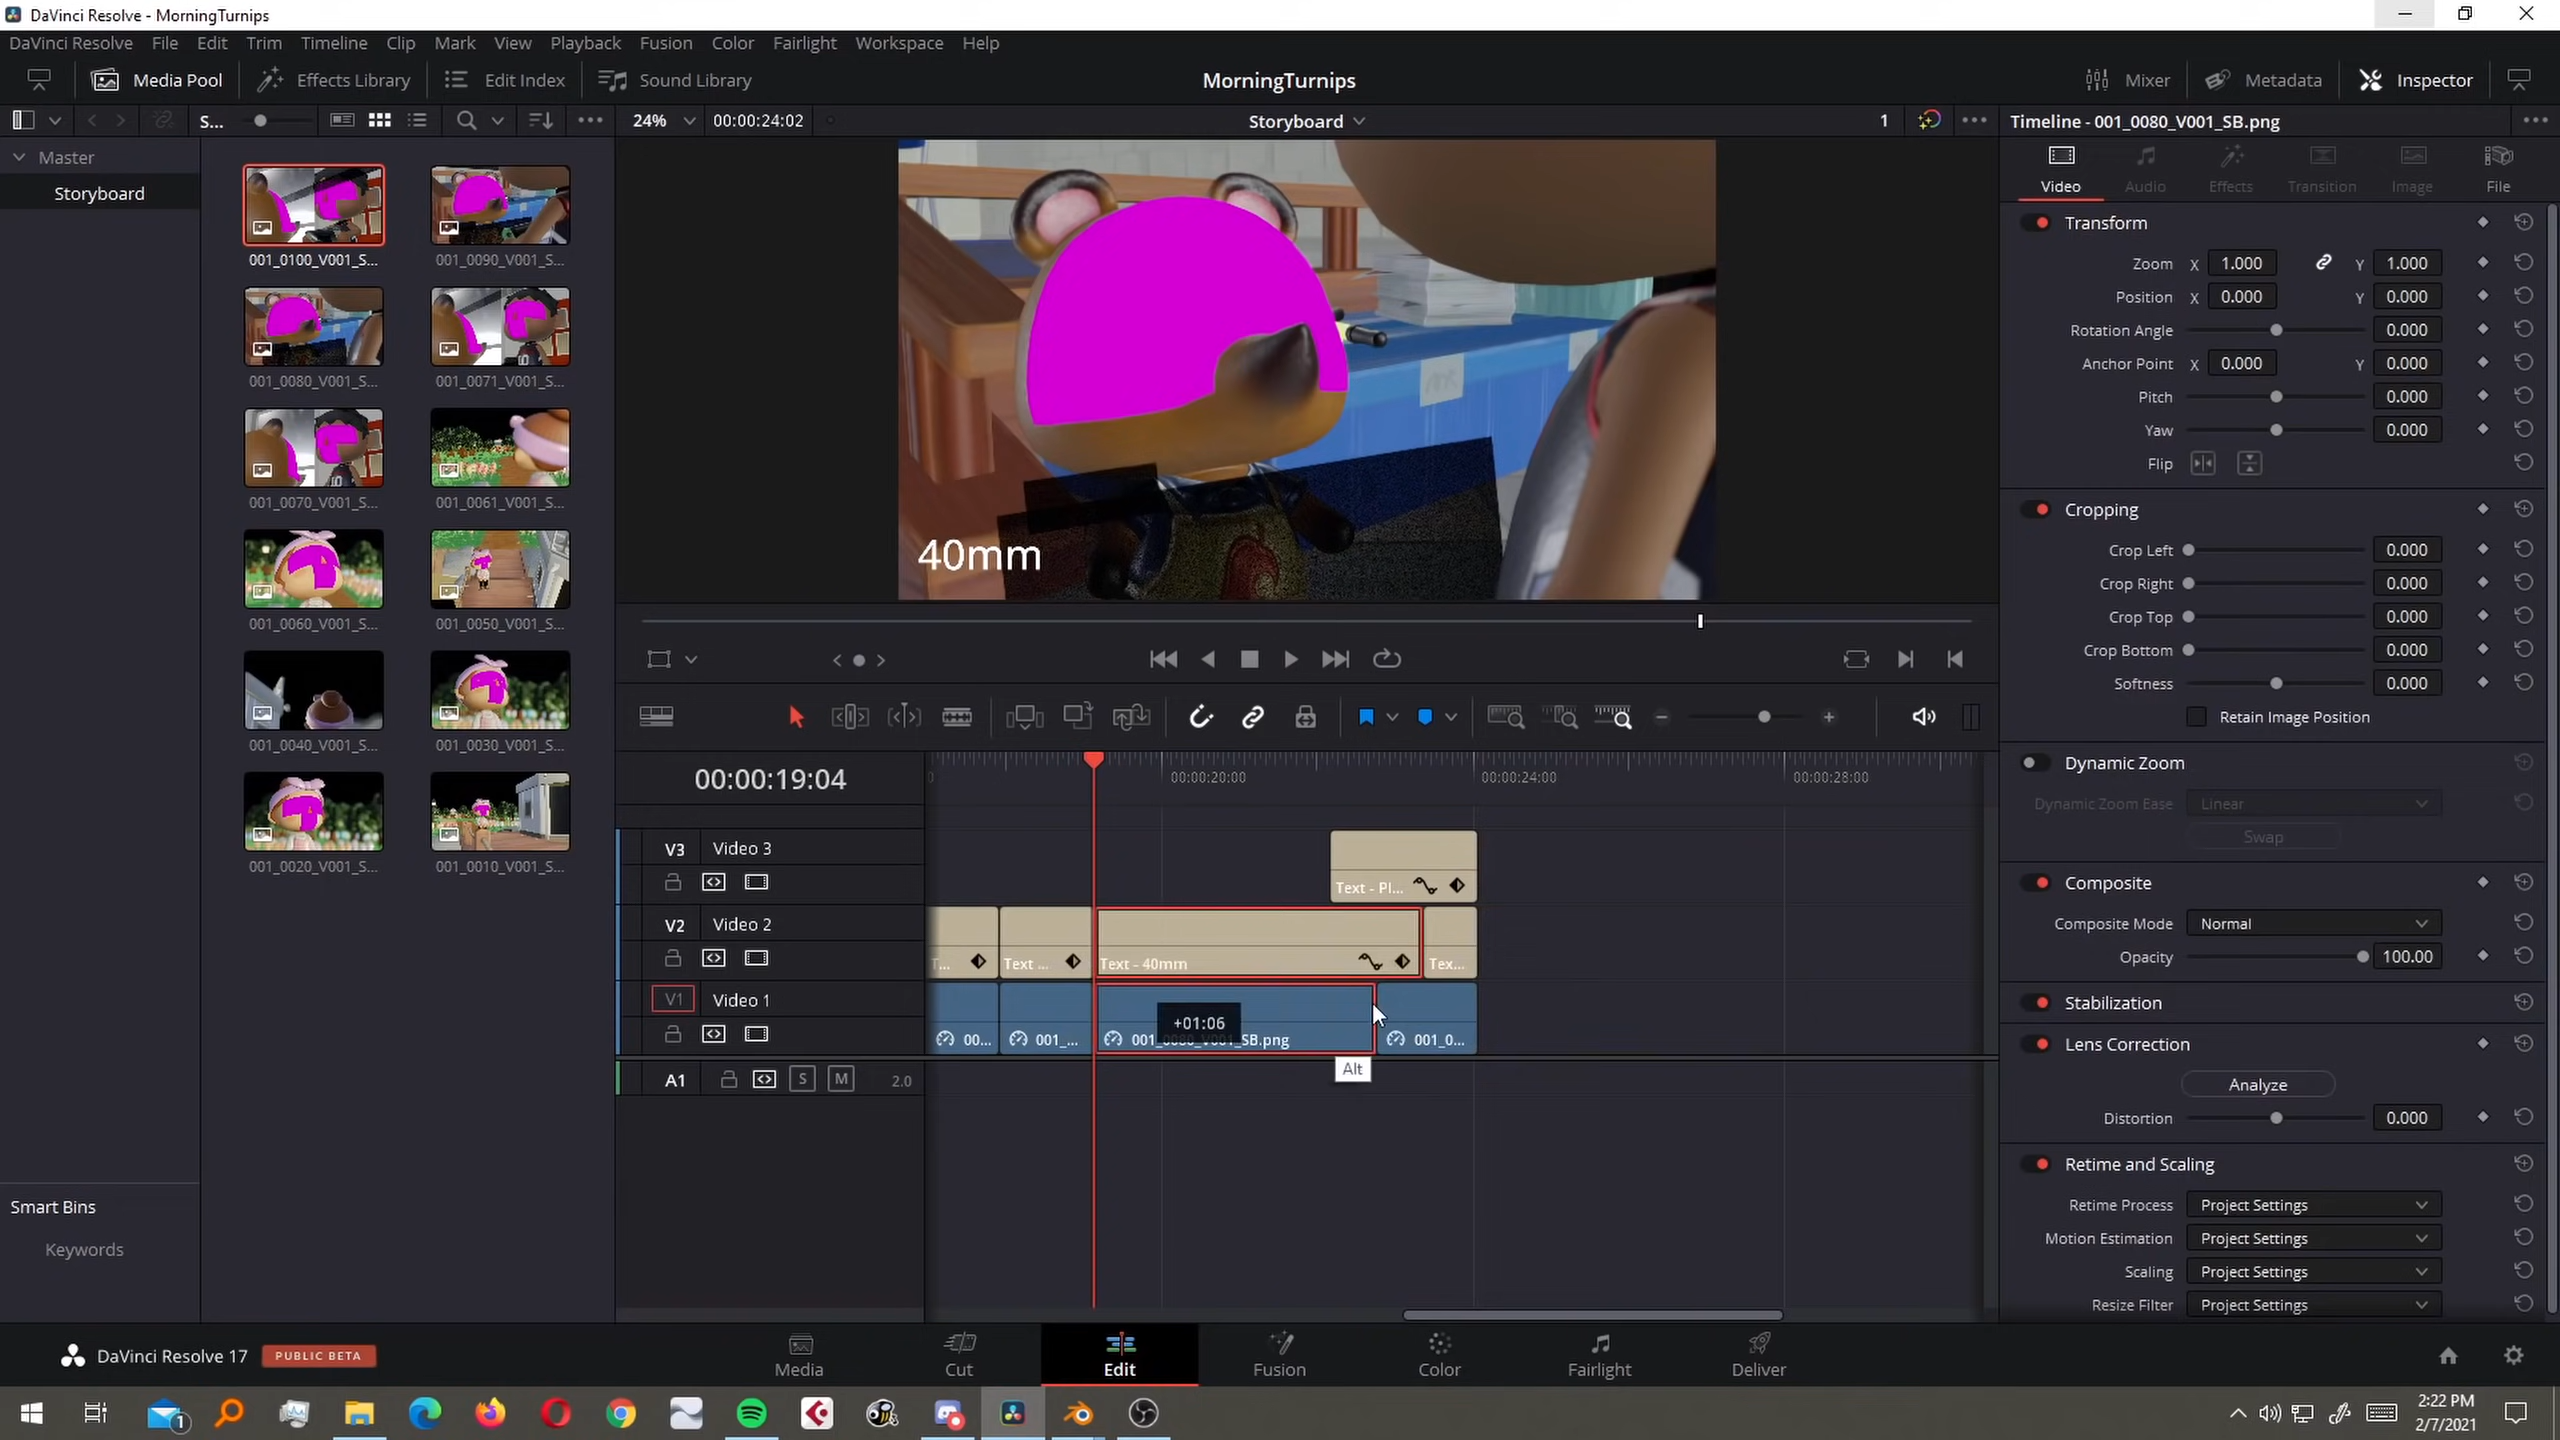 DaVinci Resolve - MorningTurnips
DaVinci Resolve File Edit Trim Timeline Clip Mark View Playback Fusion Color Fairlight Workspace Help
Media Pool Effects Library Edit Index Sound Library MorningTurnips Mixer Metadata Inspector
S... 24% 00:00:24:02 Storyboard 1 Timeline - 001_0080_V001_SB.png
Master
Storyboard
001_0100_V001_S... 001_0090_V001_S...
001_0080_V001_S... 001_0071_V001_S...
001_0070_V001_S... 001_0061_V001_S...
001_0060_V001_S... 001_0050_V001_S...
001_0040_V001_S... 001_0030_V001_S...
001_0020_V001_S... 001_0010_V001_S...
Smart Bins
Keywords
40mm
00:00:19:04
00:00:20:00 00:00:24:00 00:00:28:00
V3 Video 3
Text - Pl...
V2 Video 2
T... Text ... Text - 40mm Tex...
V1 Video 1
+01:06
00... 001_... 001_0080_V001_SB.png 001_0...
Alt
A1 S M 2.0
Video Audio Effects Transition Image File
Transform
Zoom X 1.000 Y 1.000
Position X 0.000 Y 0.000
Rotation Angle 0.000
Anchor Point X 0.000 Y 0.000
Pitch 0.000
Yaw 0.000
Flip
Cropping
Crop Left 0.000
Crop Right 0.000
Crop Top 0.000
Crop Bottom 0.000
Softness 0.000
Retain Image Position
Dynamic Zoom
Dynamic Zoom Ease Linear
Swap
Composite
Composite Mode Normal
Opacity 100.00
Stabilization
Lens Correction
Analyze
Distortion 0.000
Retime and Scaling
Retime Process Project Settings
Motion Estimation Project Settings
Scaling Project Settings
Resize Filter Project Settings
DaVinci Resolve 17 PUBLIC BETA
Media Cut Edit Fusion Color Fairlight Deliver
1
2:22 PM
2/7/2021